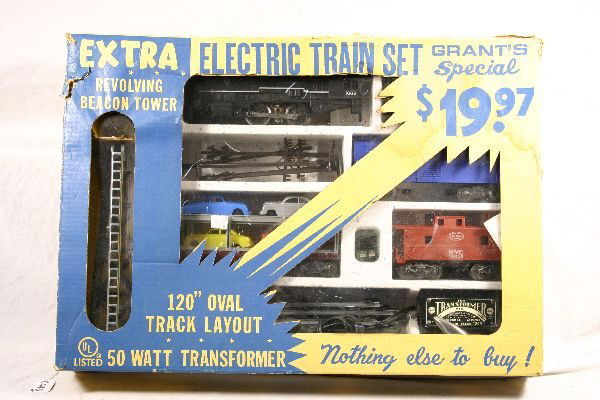 EXTRA
REVOLVING
BEACON TOWER
ELECTRIC TRAIN SET
GRANT'S
Special
$19.97
120" OVAL
TRACK LAYOUT
UL
LISTED
50 WATT TRANSFORMER
Nothing else to buy!
NYC
TRANSFORMER